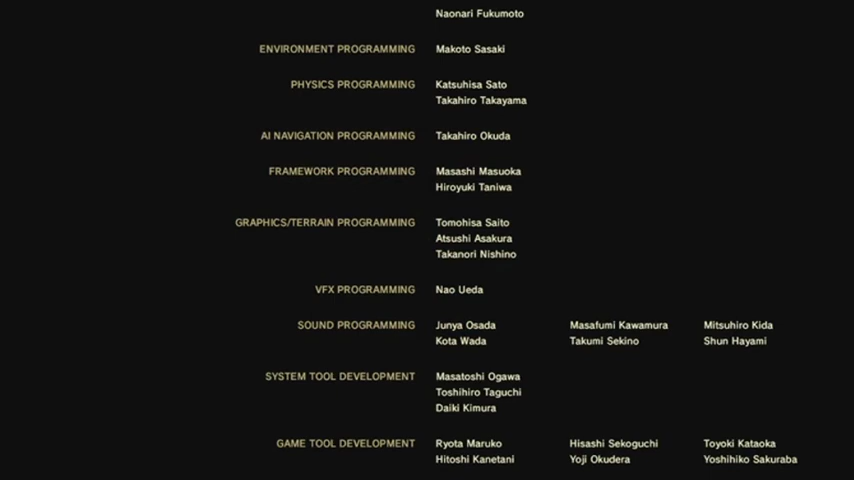 Naonari Fukumoto
ENVIRONMENT PROGRAMMING Makoto Sasaki
PHYSICS PROGRAMMING Katsuhisa Sato
Takahiro Takayama
AI NAVIGATION PROGRAMMING Takahiro Okuda
FRAMEWORK PROGRAMMING Masashi Masuoka
Hiroyuki Taniwa
GRAPHICS/TERRAIN PROGRAMMING Tomohisa Saito
Atsushi Asakura
Takanori Nishino
VFX PROGRAMMING Nao Ueda
SOUND PROGRAMMING Junya Osada Masafumi Kawamura Mitsuhiro Kida
Kota Wada Takumi Sekino Shun Hayami
SYSTEM TOOL DEVELOPMENT Masatoshi Ogawa
Toshihiro Taguchi
Daiki Kimura
GAME TOOL DEVELOPMENT Ryota Maruko Hisashi Sekoguchi Toyoki Kataoka
Hitoshi Kanetani Yoji Okudera Yoshihiko Sakuraba